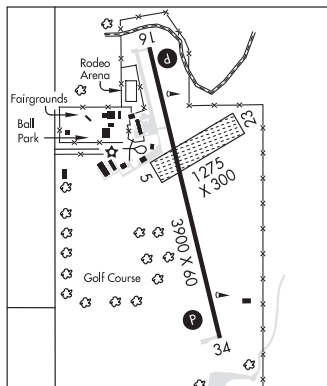 16
P
Rodeo
Arena
Fairgrounds
Ball
Park
23
1275
X 300
5
3900 X 60
Golf Course
P
34